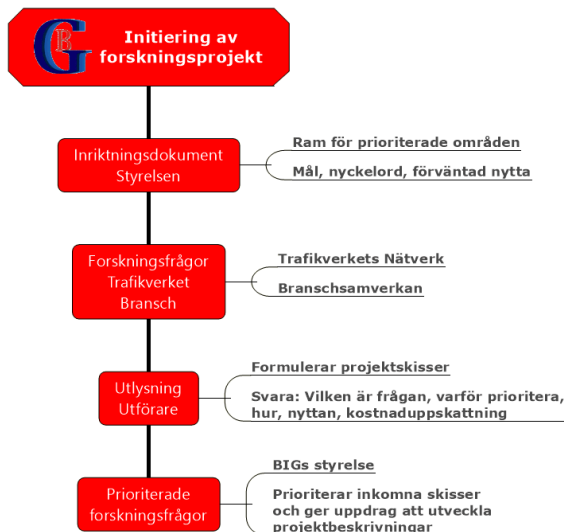 BIG
Initiering av
forskningsprojekt
Inriktningsdokument
Styrelsen
Ram för prioriterade områden
Mål, nyckelord, förväntad nytta
Forskningsfrågor
Trafikverket
Bransch
Trafikverkets Nätverk
Branschsamverkan
Utlysning
Utförare
Formulerar projektskisser
Svara: Vilken är frågan, varför prioritera,
hur, nyttan, kostnaduppskattning
Prioriterade
forskningsfrågor
BIGs styrelse
Prioriterar inkomna skisser
och ger uppdrag att utveckla
projektbeskrivningar